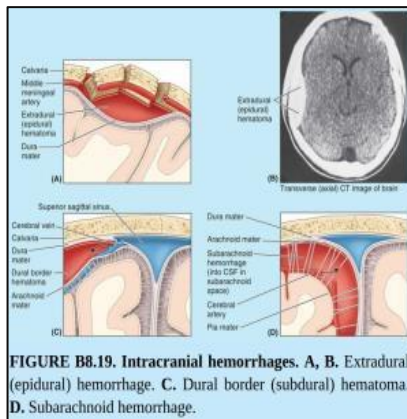 Calvaria
Middle
meningeal
artery
Extradural
(epidural)
hematoma
Dura
mater
(A)
Extradural
(epidural)
hematoma
(B)
Transverse (axial) CT image of brain
Superior sagittal sinus
Cerebral vein
Calvaria
Dura
mater
Dural border
hematoma
Arachnoid
mater
(C)
Dura mater
Arachnoid mater
Subarachnoid
hemorrhage
(into CSF in
subarachnoid
space)
Cerebral
artery
Pia mater
(D)
FIGURE B8.19. Intracranial hemorrhages. A, B. Extradural
(epidural) hemorrhage. C. Dural border (subdural) hematoma.
D. Subarachnoid hemorrhage.